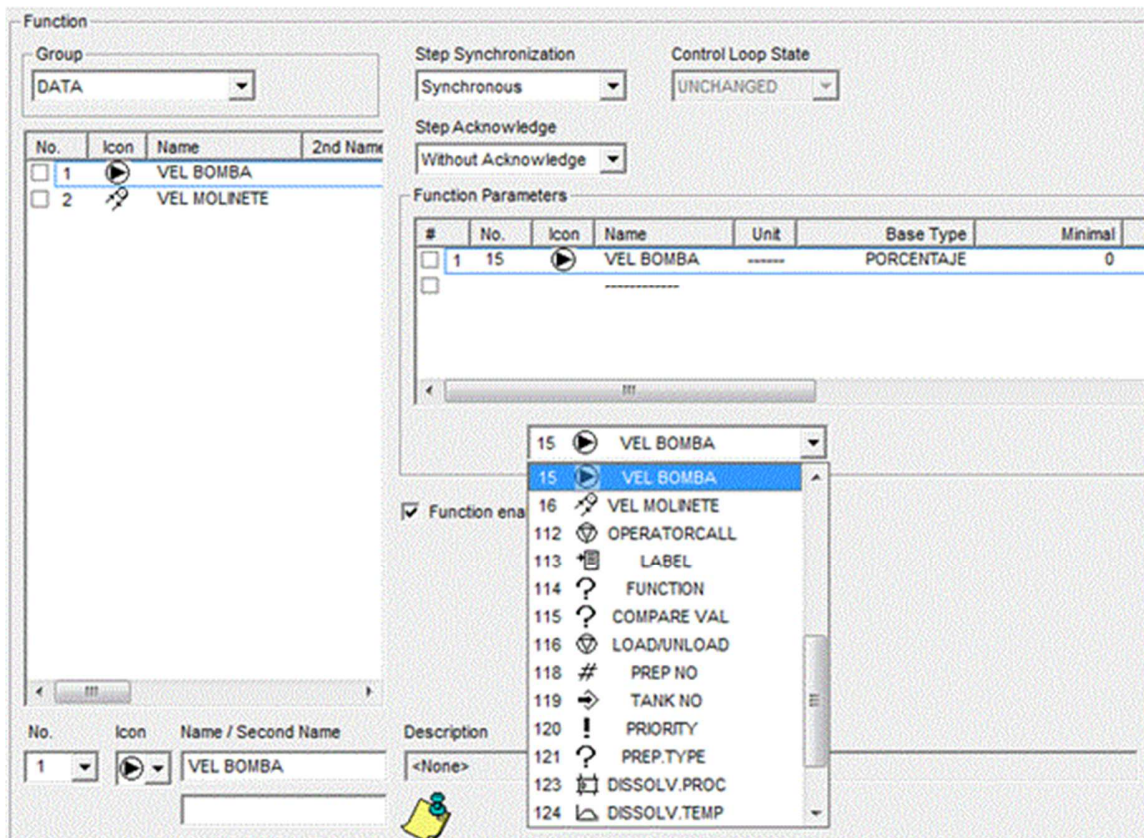 Function
Group
DATA
Step Synchronization Control Loop State
Synchronous UNCHANGED
Step Acknowledge
Without Acknowledge
No. Icon Name 2nd Name
1 VEL BOMBA
2 VEL MOLINETE
Function Parameters
# No. Icon Name Unit Base Type Minimal
1 15 VEL BOMBA ------ PORCENTAJE 0
------------
15 VEL BOMBA
15 VEL BOMBA
16 VEL MOLINETE
112 OPERATORCALL
113 LABEL
114 FUNCTION
115 COMPARE VAL
116 LOAD/UNLOAD
118 # PREP NO
119 TANK NO
120 ! PRIORITY
121 ? PREP.TYPE
123 DISSOLV.PROC
124 DISSOLV.TEMP
Function ena
No. Icon Name / Second Name Description
1 VEL BOMBA <None>